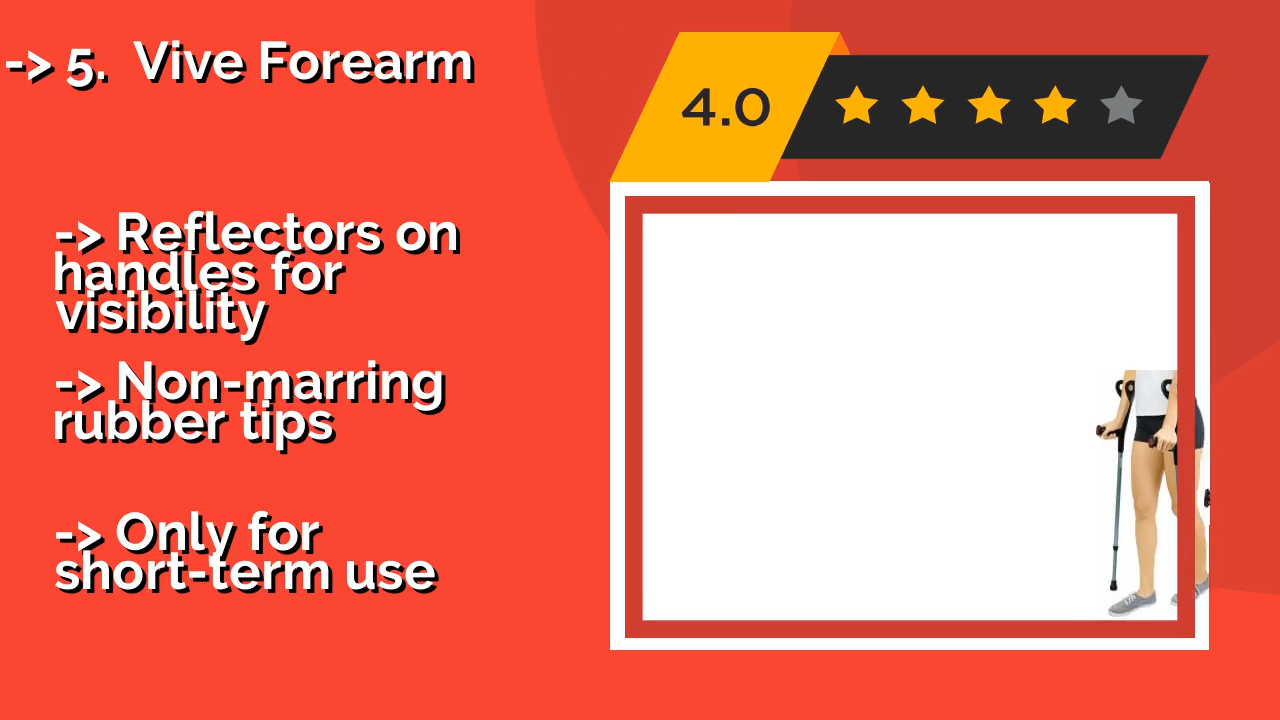 -> 5.  Vive Forearm
4.0
-> Reflectors on
handles for
visibility
-> Non-marring
rubber tips
-> Only for
short-term use